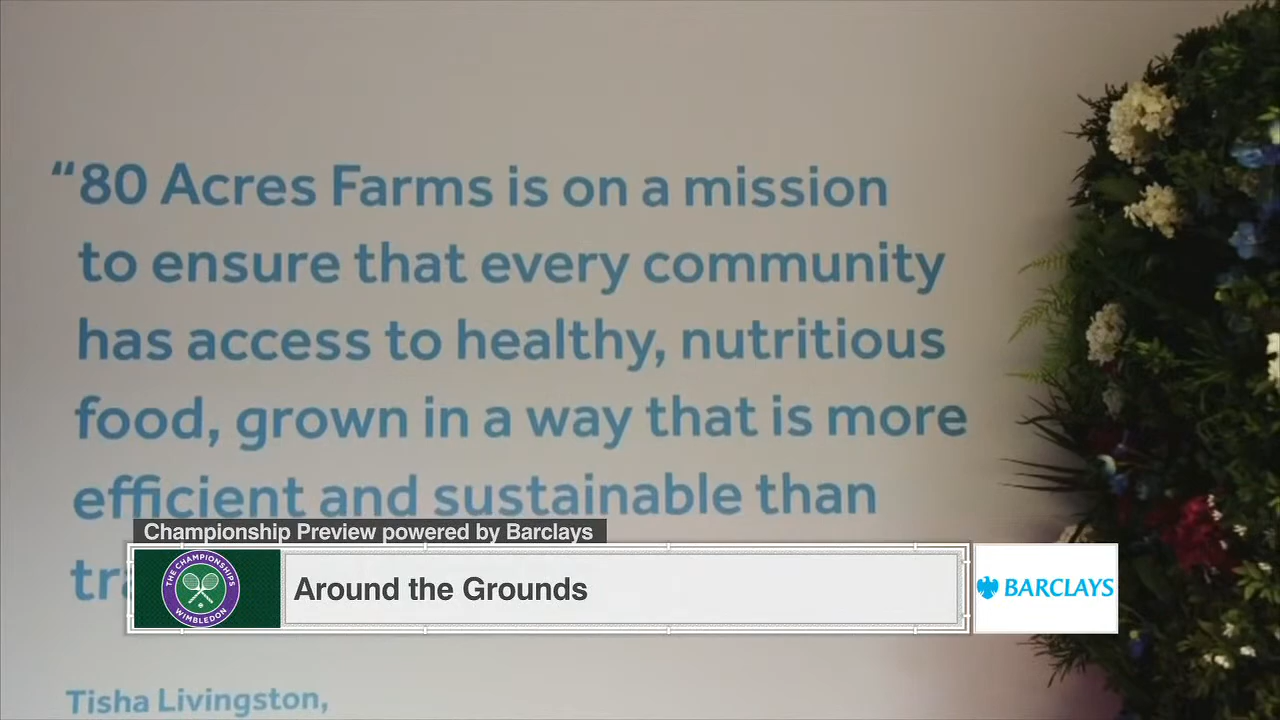 “80 Acres Farms is on a mission
to ensure that every community
has access to healthy, nutritious
food, grown in a way that is more
efficient and sustainable than
Championship Preview powered by Barclays
THE CHAMPIONSHIPS
WIMBLEDON
Around the Grounds
BARCLAYS
Tisha Livingston,